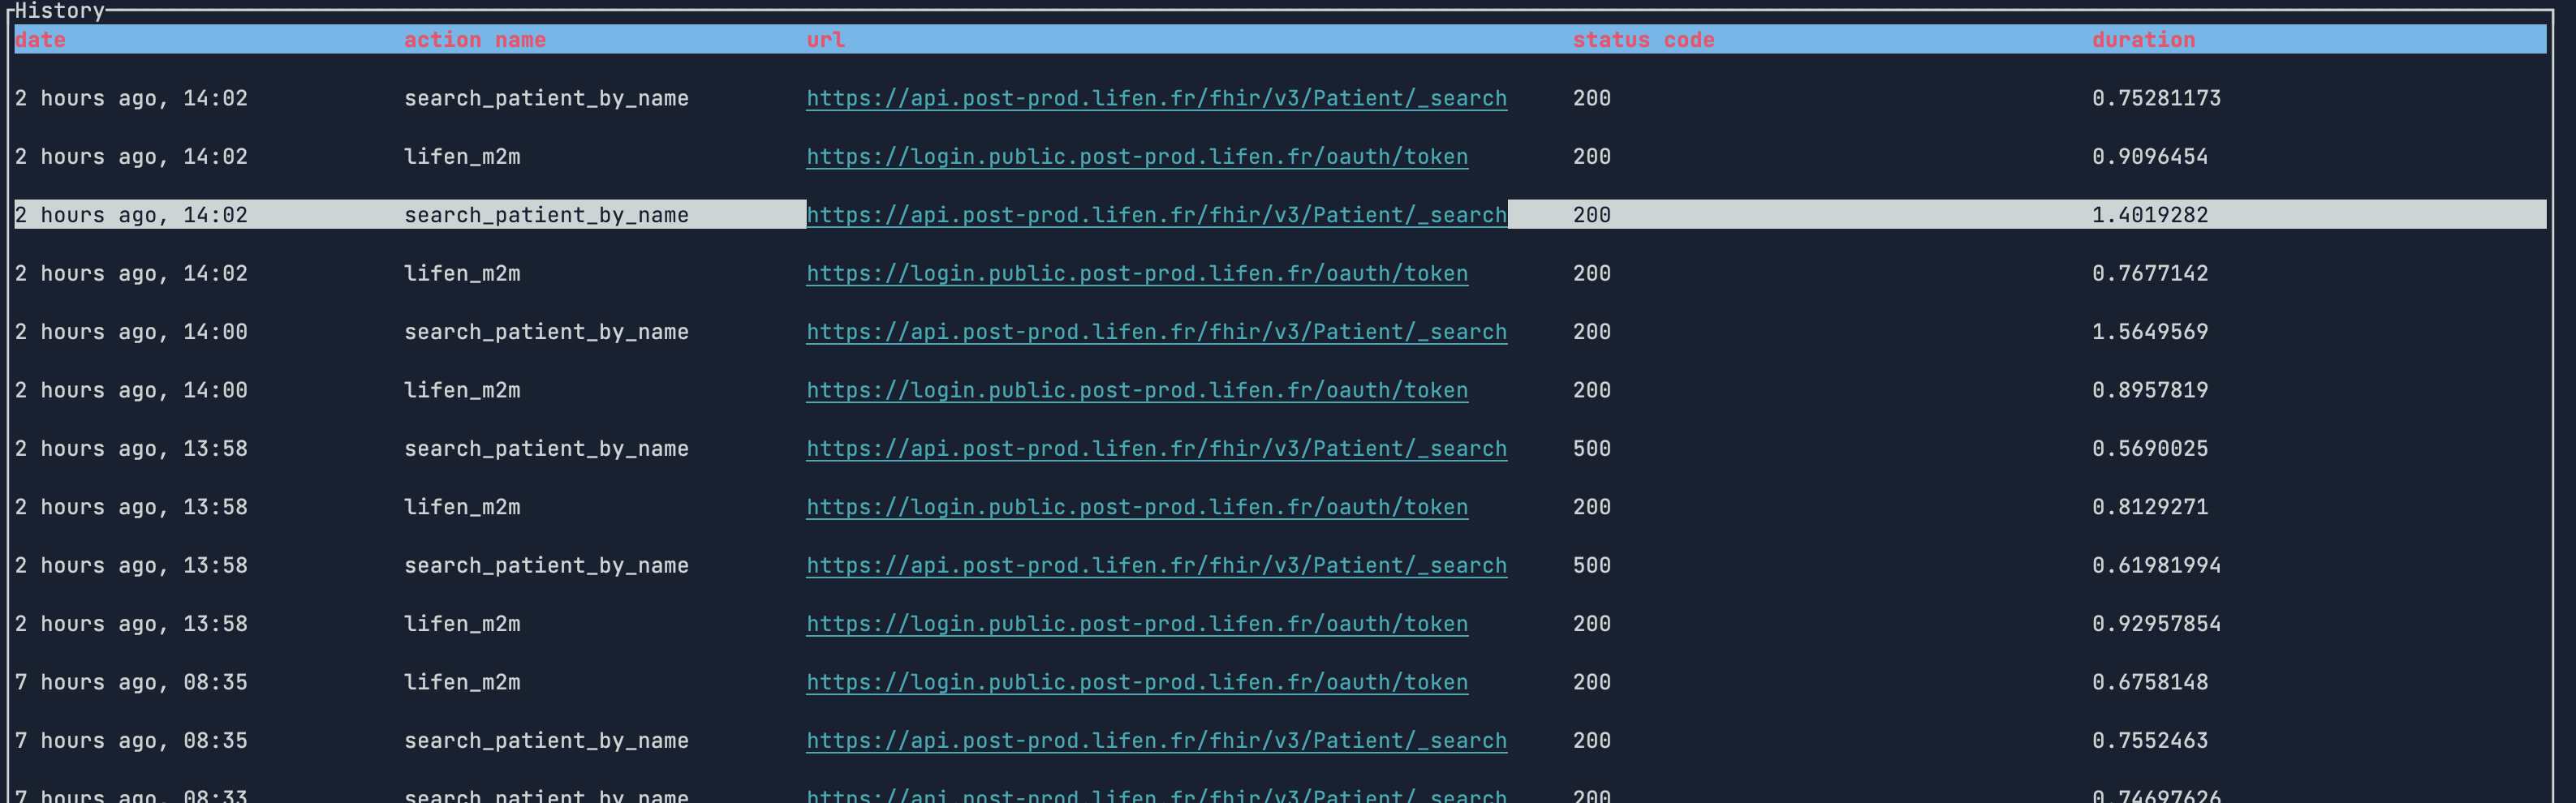 History
date action name url status code duration
2 hours ago, 14:02 search_patient_by_name https://api.post-prod.lifen.fr/fhir/v3/Patient/_search 200 0.75281173
2 hours ago, 14:02 lifen_m2m https://login.public.post-prod.lifen.fr/oauth/token 200 0.9096454
2 hours ago, 14:02 search_patient_by_name https://api.post-prod.lifen.fr/fhir/v3/Patient/_search 200 1.4019282
2 hours ago, 14:02 lifen_m2m https://login.public.post-prod.lifen.fr/oauth/token 200 0.7677142
2 hours ago, 14:00 search_patient_by_name https://api.post-prod.lifen.fr/fhir/v3/Patient/_search 200 1.5649569
2 hours ago, 14:00 lifen_m2m https://login.public.post-prod.lifen.fr/oauth/token 200 0.8957819
2 hours ago, 13:58 search_patient_by_name https://api.post-prod.lifen.fr/fhir/v3/Patient/_search 500 0.5690025
2 hours ago, 13:58 lifen_m2m https://login.public.post-prod.lifen.fr/oauth/token 200 0.8129271
2 hours ago, 13:58 search_patient_by_name https://api.post-prod.lifen.fr/fhir/v3/Patient/_search 500 0.61981994
2 hours ago, 13:58 lifen_m2m https://login.public.post-prod.lifen.fr/oauth/token 200 0.92957854
7 hours ago, 08:35 lifen_m2m https://login.public.post-prod.lifen.fr/oauth/token 200 0.6758148
7 hours ago, 08:35 search_patient_by_name https://api.post-prod.lifen.fr/fhir/v3/Patient/_search 200 0.7552463
7 hours ago, 08:33 search_patient_by_name https://api.post-prod.lifen.fr/fhir/v3/Patient/_search 200 0.74697626